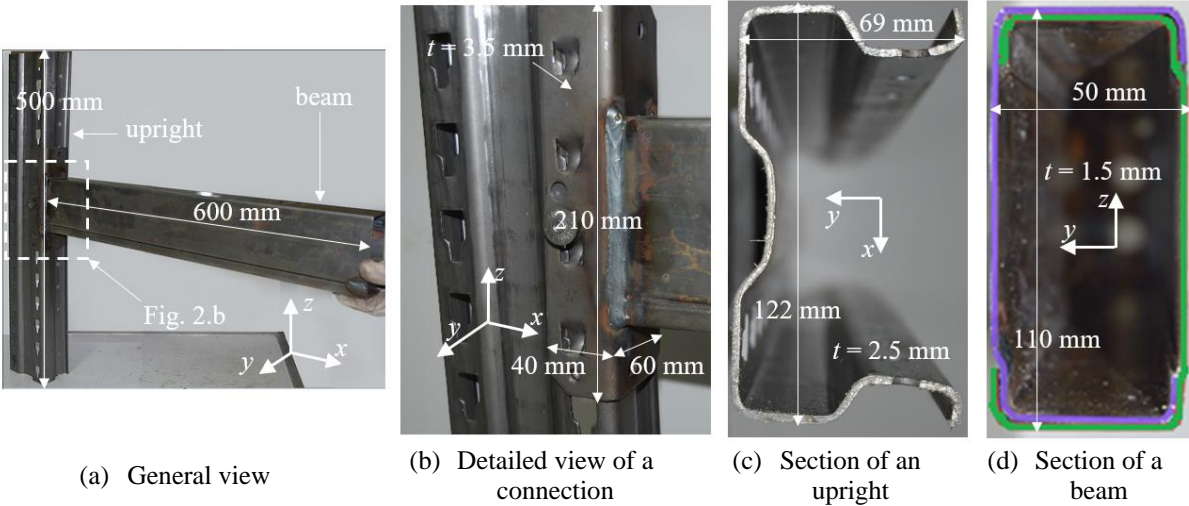 500 mm
beam
upright
600 mm
Fig. 2.b
z
y
x
(a) General view
t = 3.5 mm
210 mm
z
y
x
40 mm
60 mm
(b) Detailed view of a
connection
69 mm
y
x
122 mm
t = 2.5 mm
(c) Section of an
upright
50 mm
t = 1.5 mm
z
y
110 mm
(d) Section of a
beam